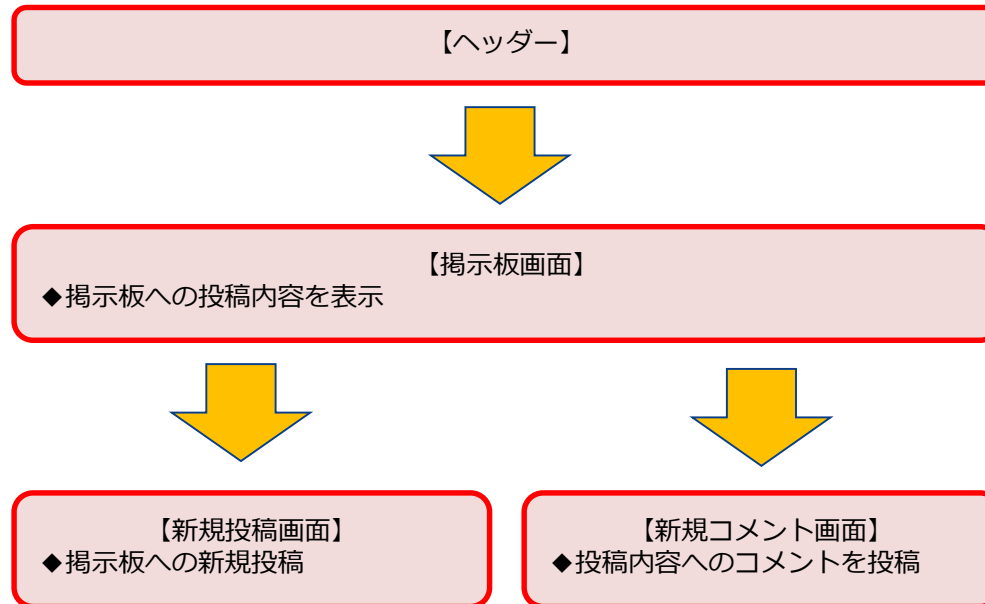 【ヘッダー】
【掲示板画面】
◆掲示板への投稿内容を表示
【新規投稿画面】
◆掲示板への新規投稿
【新規コメント画面】
◆投稿内容へのコメントを投稿